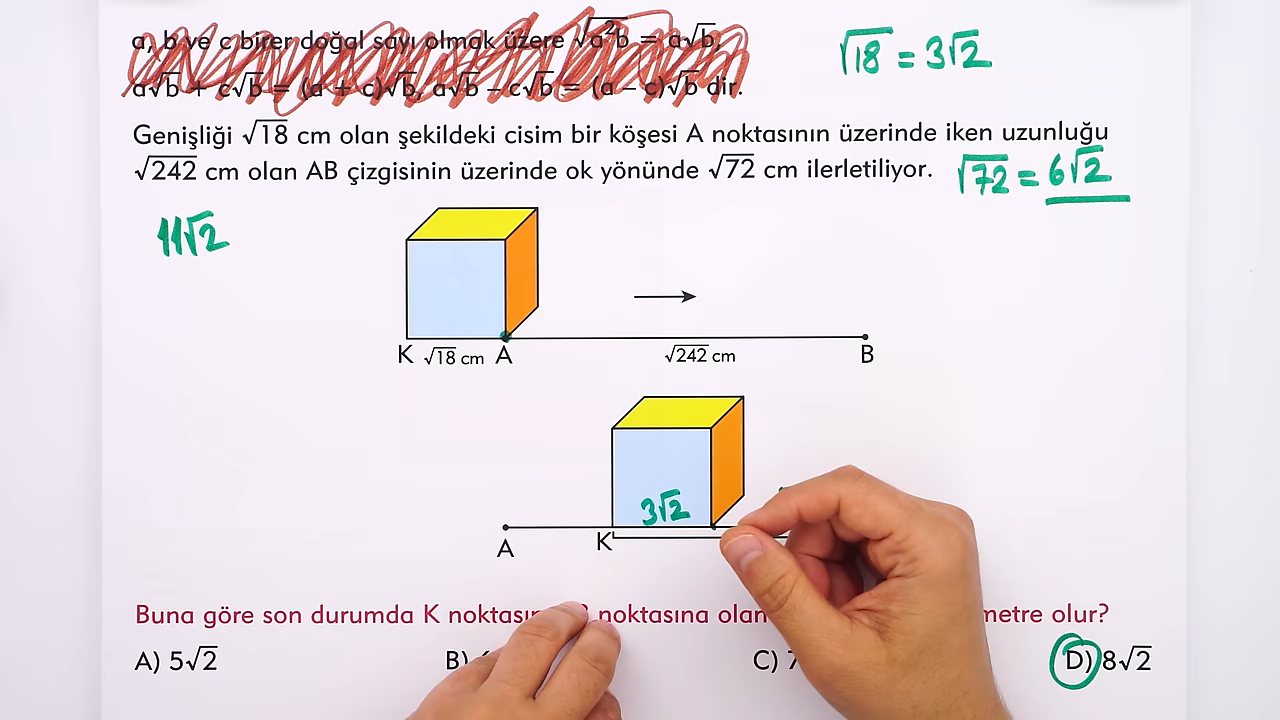 a, b ve c birer doğal sayı olmak üzere √a²b = a√b,
a√b + c√b = (a + c)√b, a√b – c√b = (a – c)√b dir.
√18 = 3√2
Genişliği √18 cm olan şekildeki cisim bir köşesi A noktasının üzerinde iken uzunluğu
√242 cm olan AB çizgisinin üzerinde ok yönünde √72 cm ilerletiliyor.
√72 = 6√2
11√2
K √18 cm A √242 cm B
3√2
A K
Buna göre son durumda K noktasına olan metre olur?
A) 5√2 B) C) 7 D) 8√2